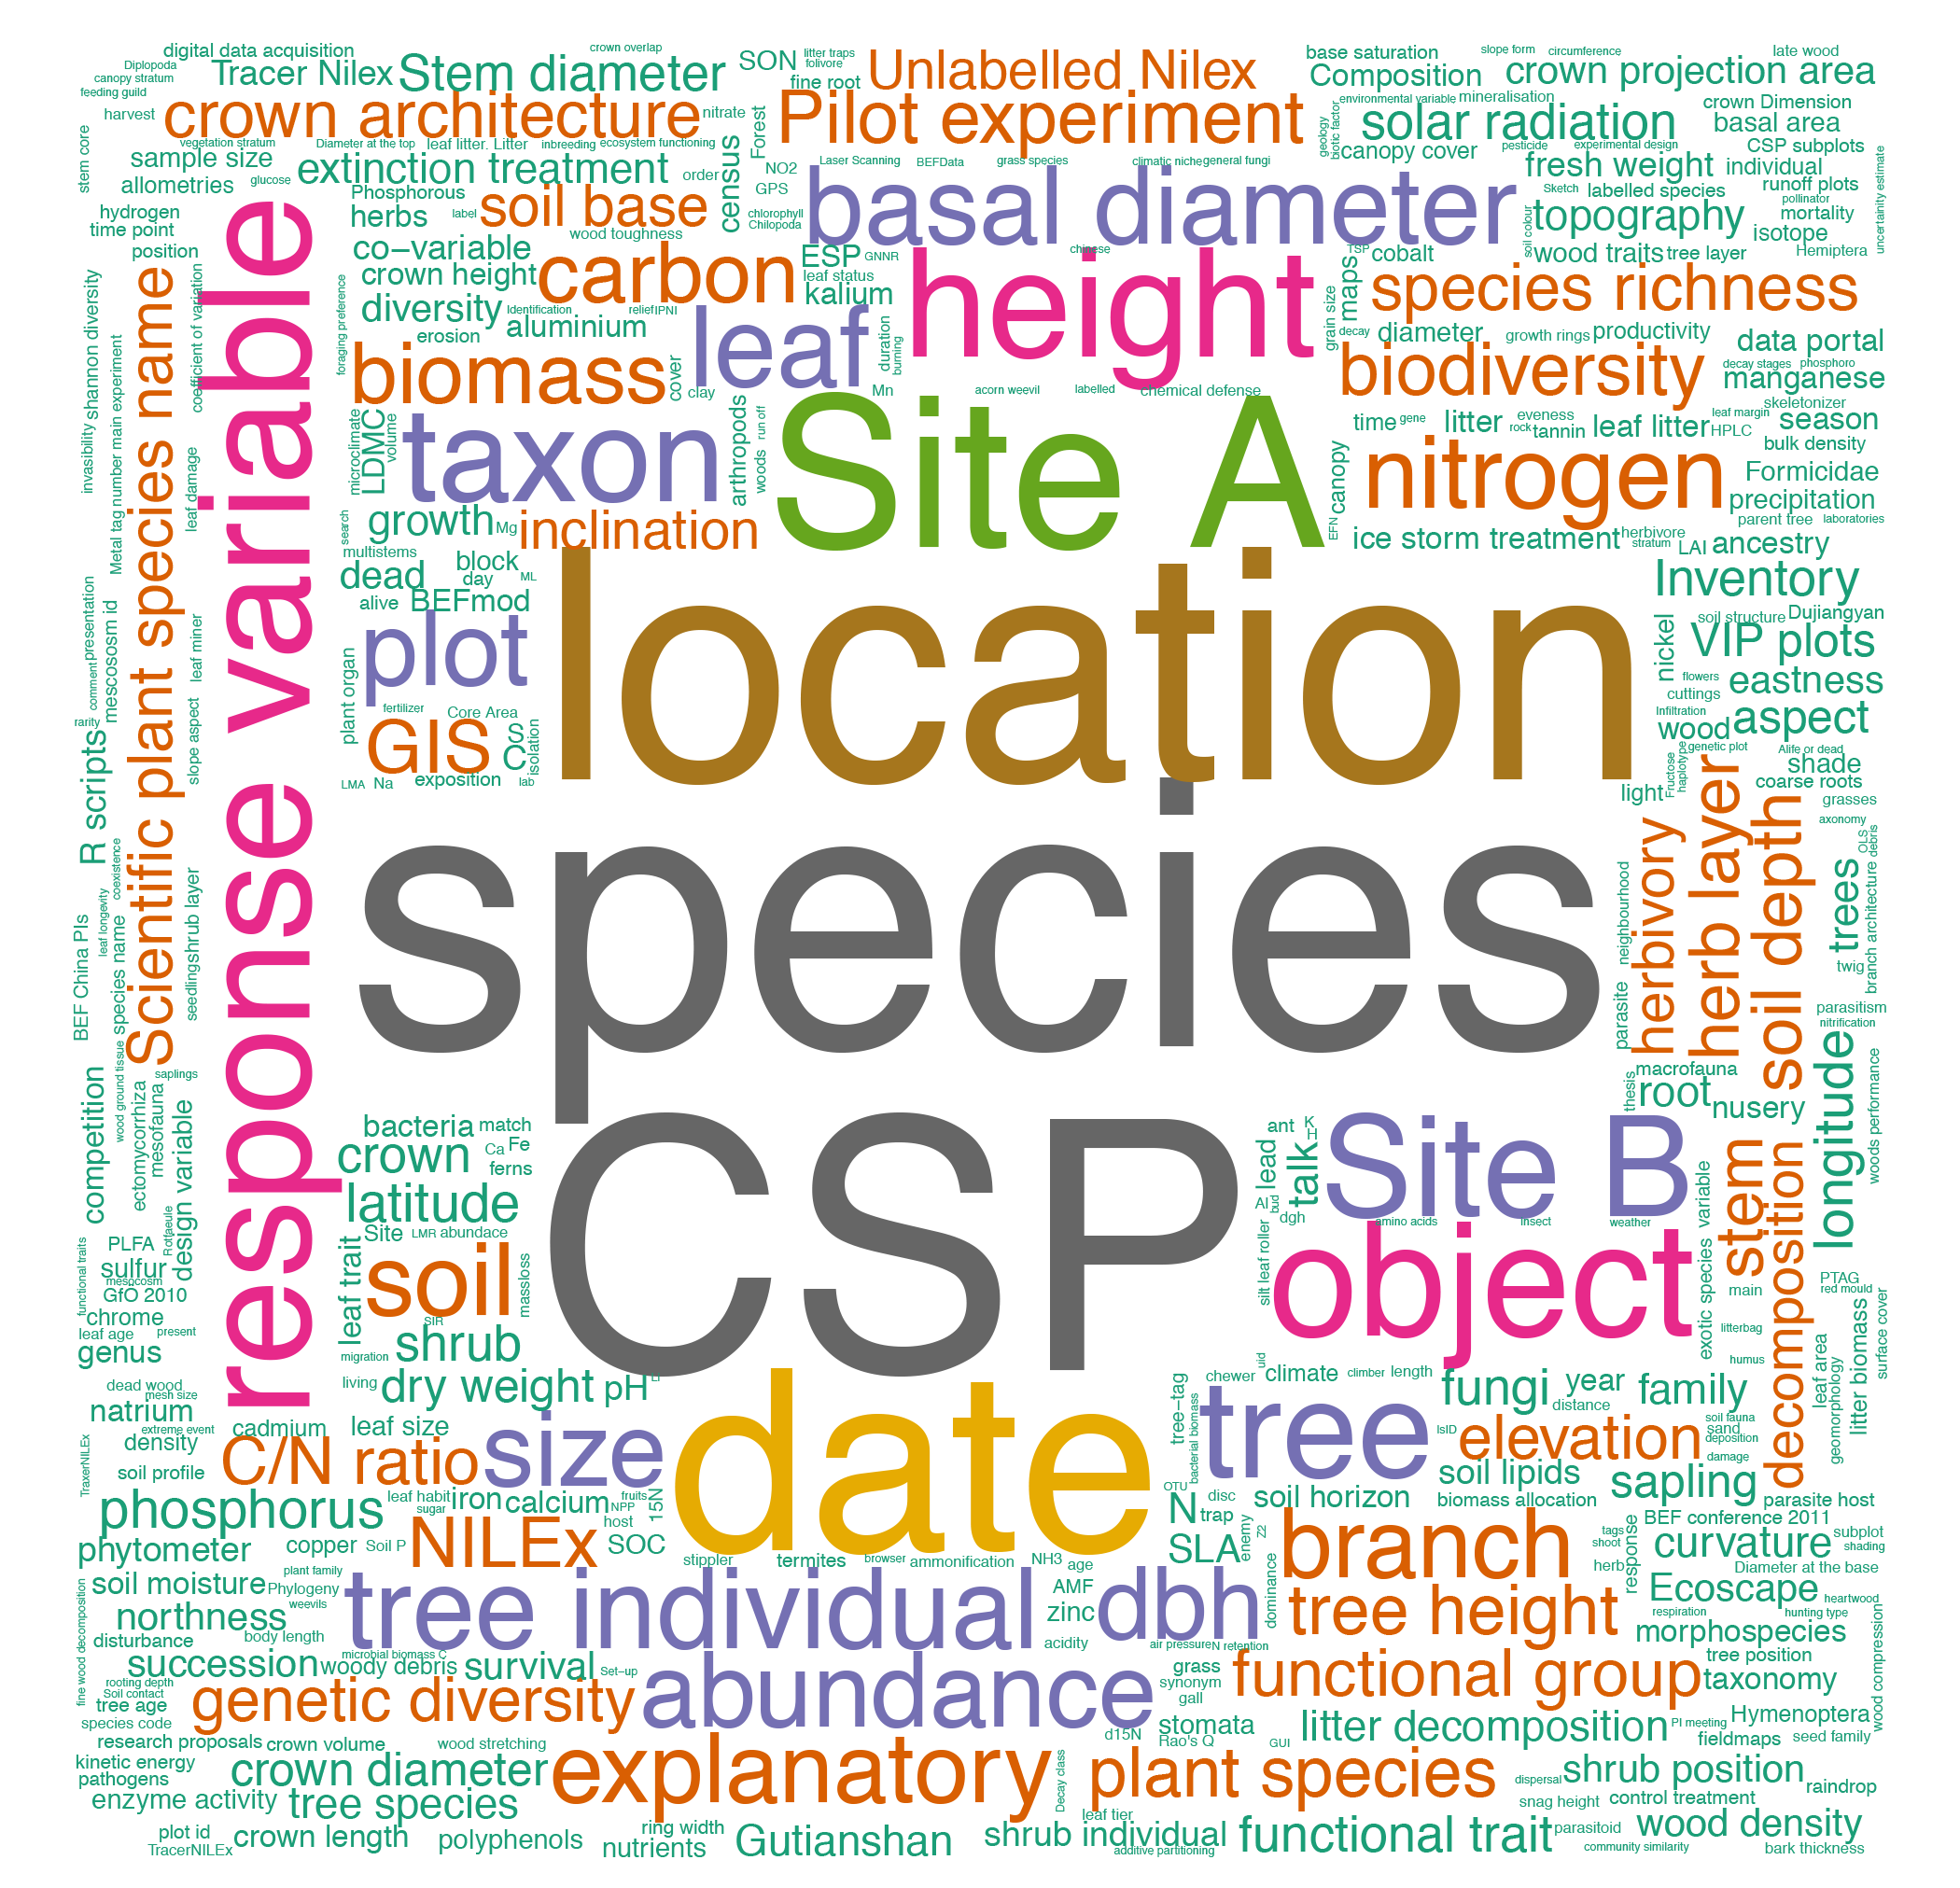 digital data acquisition
crown overlap
SON
litter traps
folivore
Unlabelled Nilex
base saturation
slope form
circumference
late wood
Diplopoda
canopy stratum
feeding guild
Tracer Nilex
Stem diameter
fine root
Composition
crown projection area
harvest
crown architecture
nitrate
Forest
Pilot experiment
environmental variable
mineralisation
crown Dimension
basal area
stem core
vegetation stratum
Diameter at the top
leaf litter. Litter
inbreeding
ecosystem functioning
census
geology
biotic factor
solar radiation
sample size
extinction treatment
order
NO2
Laser Scanning
BEFData
grass species
climatic niche
general fungi
canopy cover
pesticide
experimental design
CSP subplots
allometries
glucose
Phosphorous
GPS
basal diameter
fresh weight
individual
hydrogen
herbs
label
soil base
chlorophyll
Chilopoda
Sketch
labelled species
runoff plots
pollinator
uncertainity estimate
time point
wood toughness
topography
mortality
position
co-variable
carbon
ESP
GNNR
chinese
TSP
cobalt
soil colour
wood traits
tree layer
isotope
Hemiptera
response variable
crown height
leaf status
height
maps
species richness
Scientific plant species name
coefficient of variation
foraging preference
diversity
Identification
relief
IPNI
kalium
invasibility
shannon diversity
erosion
aluminium
leaf
duration
burning
grain size
decay
diameter
growth rings
productivity
data portal
Metal tag number main experiment
biomass
cover
clay
Mn
acorn weevil
labelled
chemical defense
biodiversity
decay stages
phosphoro
manganese
leaf damage
microclimate
LDMC
volume
taxon
arthropods
woods
run off
Site A
time
gene
litter
eveness
rock
tannin
leaf litter
leaf margin
HPLC
skeletonizer
season
bulk density
search
growth
Mg
inclination
EFN
canopy
nitrogen
Formicidae
precipitation
parent tree
laboratories
multistems
block
ice storm treatment
herbivore
stratum
LAI
ancestry
dead
day
ML
location
Inventory
alive
BEFmod
presentation
comment
mescososm id
leaf miner
plot
soil structure
Dujiangyan
nickel
VIP plots
plant organ
flowers
eastness
rarity
slope aspect
fertilizer
Core Area
cuttings
Infiltration
R scripts
GIS
S
C
isolation
wood
aspect
genetic plot
Alife or dead
LMA
Na
exposition
lab
Fructose
haplotype
shade
coarse roots
species
light
herb layer
soil depth
grasses
axonomy
coexistence
leaf longevity
seedling
shrub layer
herbivory
neighbourhood
trees
OLS
debris
branch architecture
twig
BEF China PIs
species name
parasite
parasitism
nitrification
wood ground tissue
saplings
macrofauna
longitude
woods performance
competition
ectomycorrhiza
mesofauna
design variable
bacteria
match
CSP
ant
K
H
thesis
root
nusery
crown
Ca
Fe
ferns
lead
talk
Site B
stem
decomposition
latitude
AI
bud
dgh
amino acids
insect
weather
exotic species
variable
functional traits
PLFA
Rotfaeule
Site
LMR
abundace
silt leaf roller
object
sulfur
mesocosm
GfÖ 2010
leaf trait
soil
massloss
PTAG
red mould
main
chrome
SIR
litterbag
litter biomass
surface cover
leaf age
present
genus
migration
shrub
uid
humus
leaf area
geomorphology
living
dry weight
pH
date
chewer
climate
climber
length
dead wood
mesh size
natrium
extreme event
tree-tag
bacterial biomass
tree
fungi
year
family
distance
cadmium
leaf size
IsID
elevation
soil fauna
sand
deposition
damage
TraxerNILEx
density
soil profile
C/N ratio
size
soil lipids
sapling
phosphorus
leaf habit
sugar
iron
calcium
fruits
NPP
host
15N
OTU
disc
N
trap
soil horizon
biomass allocation
parasite host
phytometer
copper
Soil P
NILEx
SOC
stippler
termites
browser
ammonification
NH3
age
SLA
enemy
branch
tags
shoot
BEF conference 2011
subplot
curvature
shading
plant family
soil moisture
Phylogeny
weevils
tree individual
AMF
dbh
dominance
herb
response
Diameter at the base
Ecoscape
heartwood
fine wood decomposition
northness
zinc
tree height
respiration
hunting type
disturbance
body length
microbial biomass C
acidity
air pressure
N retention
morphospecies
wood compression
succession
woody debris
survival
Set-up
abundance
grass
functional group
tree position
rooting depth
Soil contact
tree age
synonym
gall
taxonomy
species code
genetic diversity
d15N
stomata
Rao's Q
GUI
litter decomposition
PI meeting
Hymenoptera
research proposals
crown volume
wood stretching
fieldmaps
seed family
kinetic energy
pathogens
crown diameter
explanatory
Decay class
plant species
dispersal
shrub position
raindrop
enzyme activity
tree species
snag height
control treatment
leaf tier
plot id
crown length
polyphenols
ring width
nutrients
Gutianshan
shrub individual
functional trait
parasitoid
wood density
TracerNILEx
additive partitioning
community similarity
bark thickness